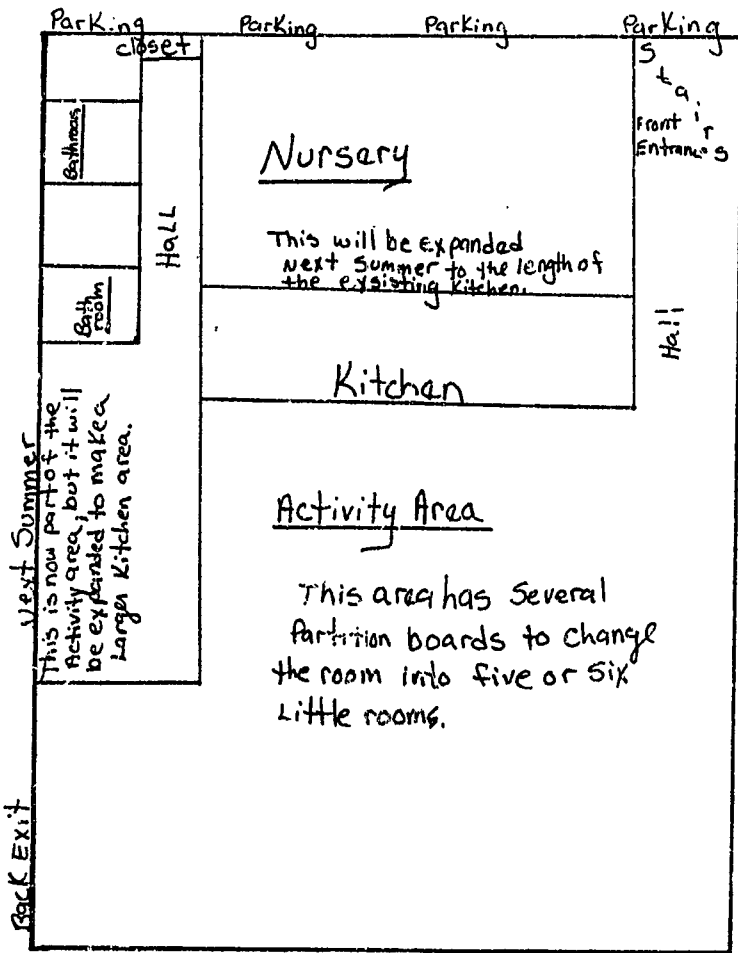 Parking Parking Parking Parking
closet
Stairs
Front
Entrances
Bathroom
Hall
Nursery
This will be Expanded
Next Summer to the length of
the exsisting Kitchen.
Bath
room
Hall
Kitchen
Next Summer
This is now part of the
Activity area, but it will
be expanded to make a
Larger Kitchen area.
Activity Area
This area has Several
Partition boards to change
the room into five or six
Little rooms.
Back Exit